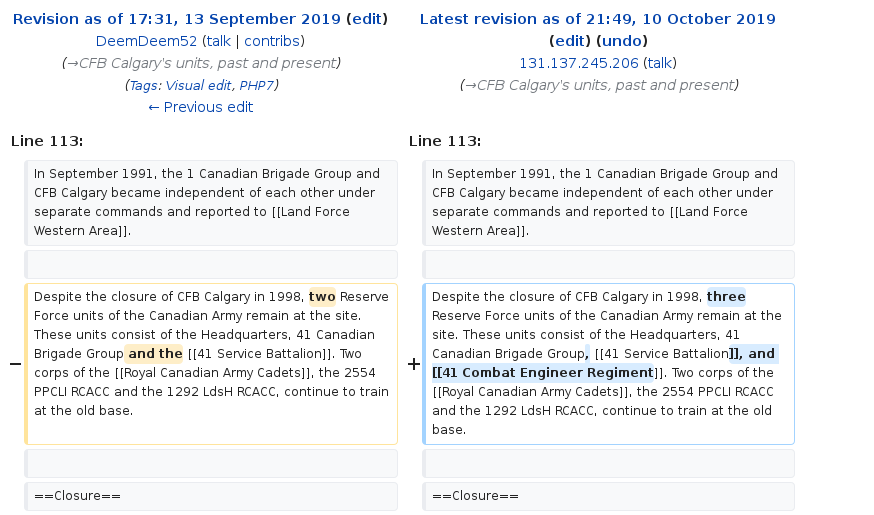 Revision as of 17:31, 13 September 2019 (edit)
DeemDeem52 (talk | contribs)
(→CFB Calgary's units, past and present)
(Tags: Visual edit, PHP7)
← Previous edit
Latest revision as of 21:49, 10 October 2019
(edit) (undo)
131.137.245.206 (talk)
(→CFB Calgary's units, past and present)
Line 113:
Line 113:
In September 1991, the 1 Canadian Brigade Group and
CFB Calgary became independent of each other under
separate commands and reported to [[Land Force
Western Area]].
In September 1991, the 1 Canadian Brigade Group and
CFB Calgary became independent of each other under
separate commands and reported to [[Land Force
Western Area]].
−
Despite the closure of CFB Calgary in 1998, two Reserve
Force units of the Canadian Army remain at the site.
These units consist of the Headquarters, 41 Canadian
Brigade Group and the [[41 Service Battalion]]. Two
corps of the [[Royal Canadian Army Cadets]], the 2554
PPCLI RCACC and the 1292 LdsH RCACC, continue to train
at the old base.
+
Despite the closure of CFB Calgary in 1998, three
Reserve Force units of the Canadian Army remain at the
site. These units consist of the Headquarters, 41
Canadian Brigade Group, [[41 Service Battalion]], and
[[41 Combat Engineer Regiment]]. Two corps of the
[[Royal Canadian Army Cadets]], the 2554 PPCLI RCACC
and the 1292 LdsH RCACC, continue to train at the old
base.
==Closure==
==Closure==